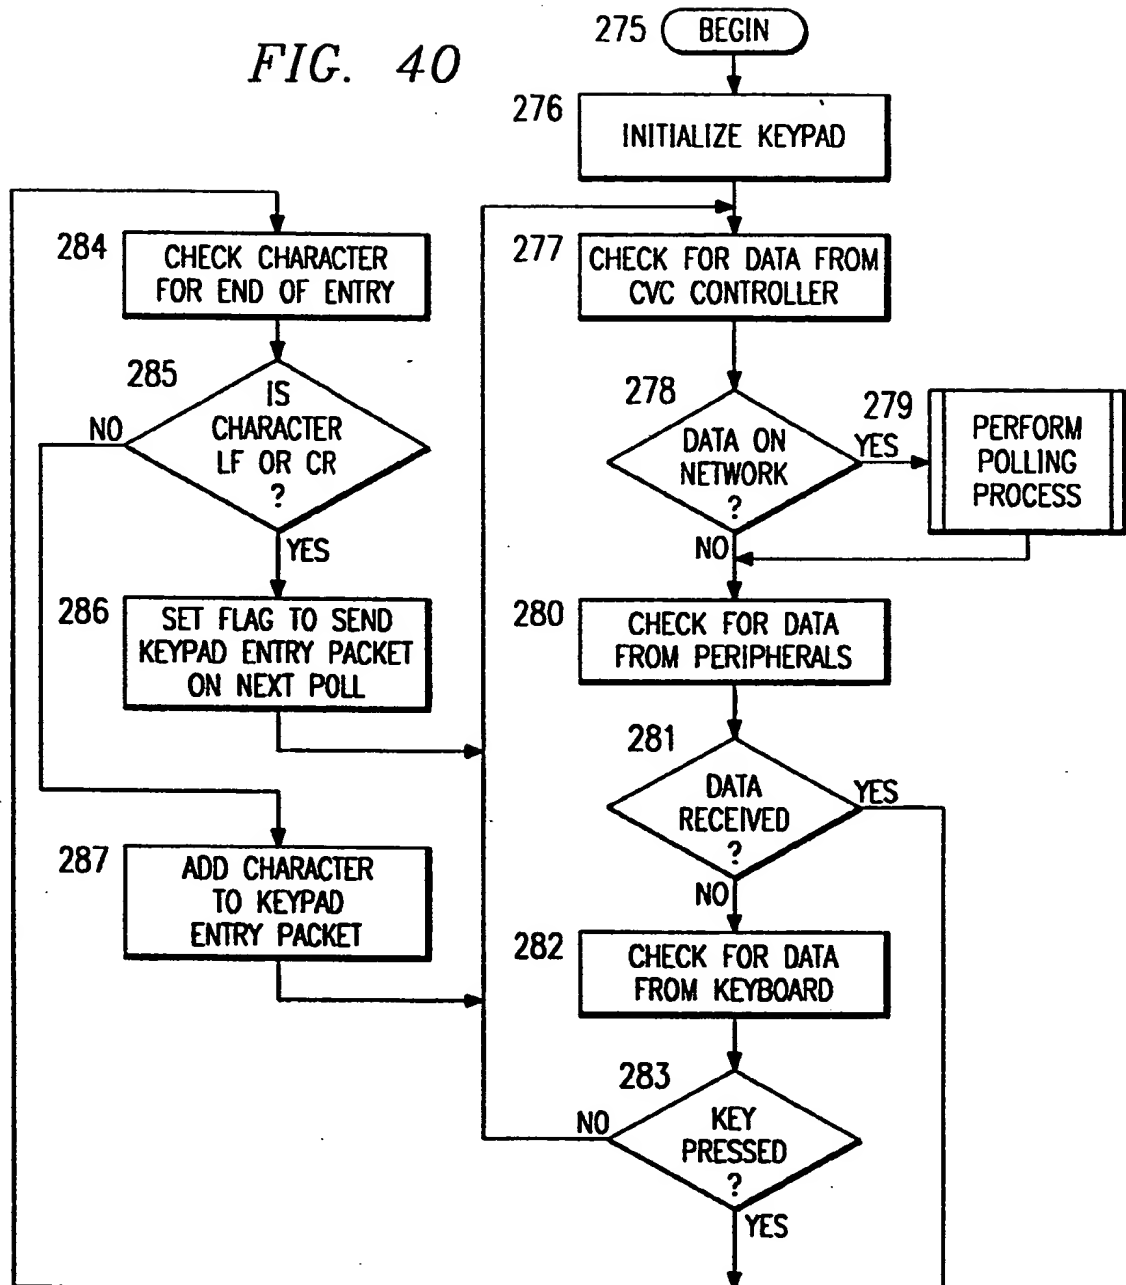 FIG. 40
275
BEGIN
276
INITIALIZE KEYPAD
277
CHECK FOR DATA FROM
CVC CONTROLLER
278
DATA ON
NETWORK
?
YES
NO
279
PERFORM
POLLING
PROCESS
280
CHECK FOR DATA
FROM PERIPHERALS
281
DATA
RECEIVED
?
YES
NO
282
CHECK FOR DATA
FROM KEYBOARD
283
KEY
PRESSED
?
NO
YES
284
CHECK CHARACTER
FOR END OF ENTRY
285
IS
CHARACTER
LF OR CR
?
NO
YES
286
SET FLAG TO SEND
KEYPAD ENTRY PACKET
ON NEXT POLL
287
ADD CHARACTER
TO KEYPAD
ENTRY PACKET